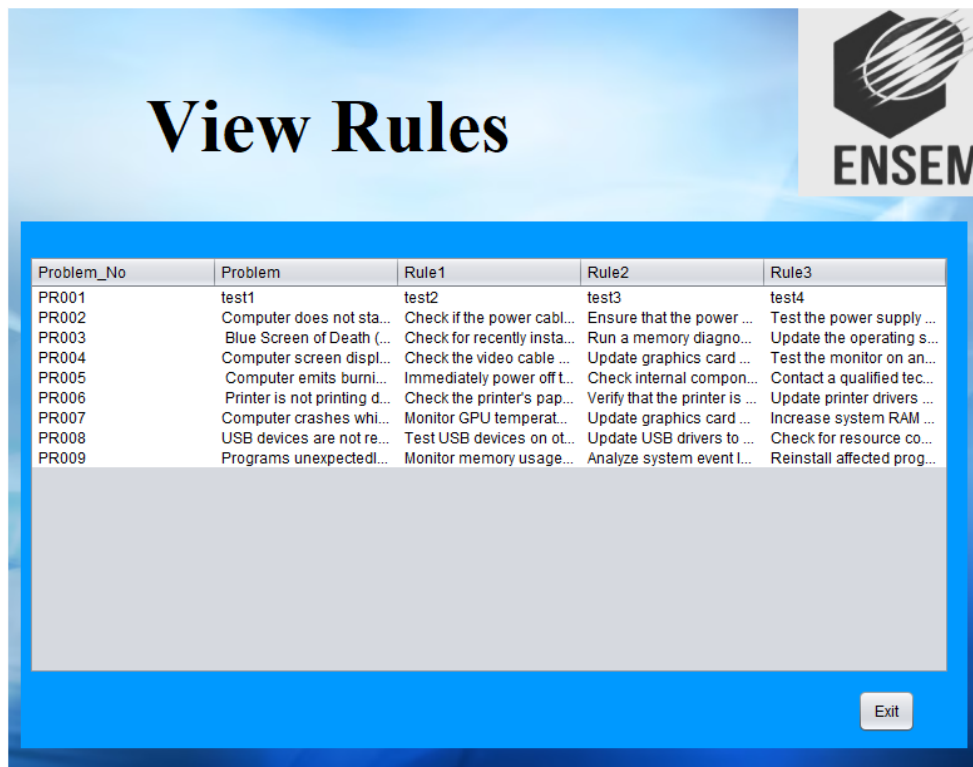 View Rules
ENSEM
Problem_No Problem Rule1 Rule2 Rule3
PR001 test1 test2 test3 test4
PR002 Computer does not sta... Check if the power cabl... Ensure that the power ... Test the power supply ...
PR003 Blue Screen of Death (... Check for recently insta... Run a memory diagno... Update the operating s...
PR004 Computer screen displ... Check the video cable ... Update graphics card ... Test the monitor on an...
PR005 Computer emits burni... Immediately power off t... Check internal compon... Contact a qualified tec...
PR006 Printer is not printing d... Check the printer's pap... Verify that the printer is ... Update printer drivers ...
PR007 Computer crashes whi... Monitor GPU temperat... Update graphics card ... Increase system RAM ...
PR008 USB devices are not re... Test USB devices on ot... Update USB drivers to ... Check for resource co...
PR009 Programs unexpectedl... Monitor memory usage... Analyze system event l... Reinstall affected prog...
Exit